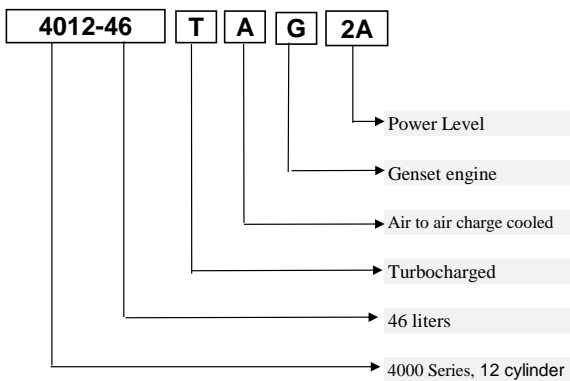 4012-46 T A G 2A
Power Level
Genset engine
Air to air charge cooled
Turbocharged
46 liters
4000 Series, 12 cylinder